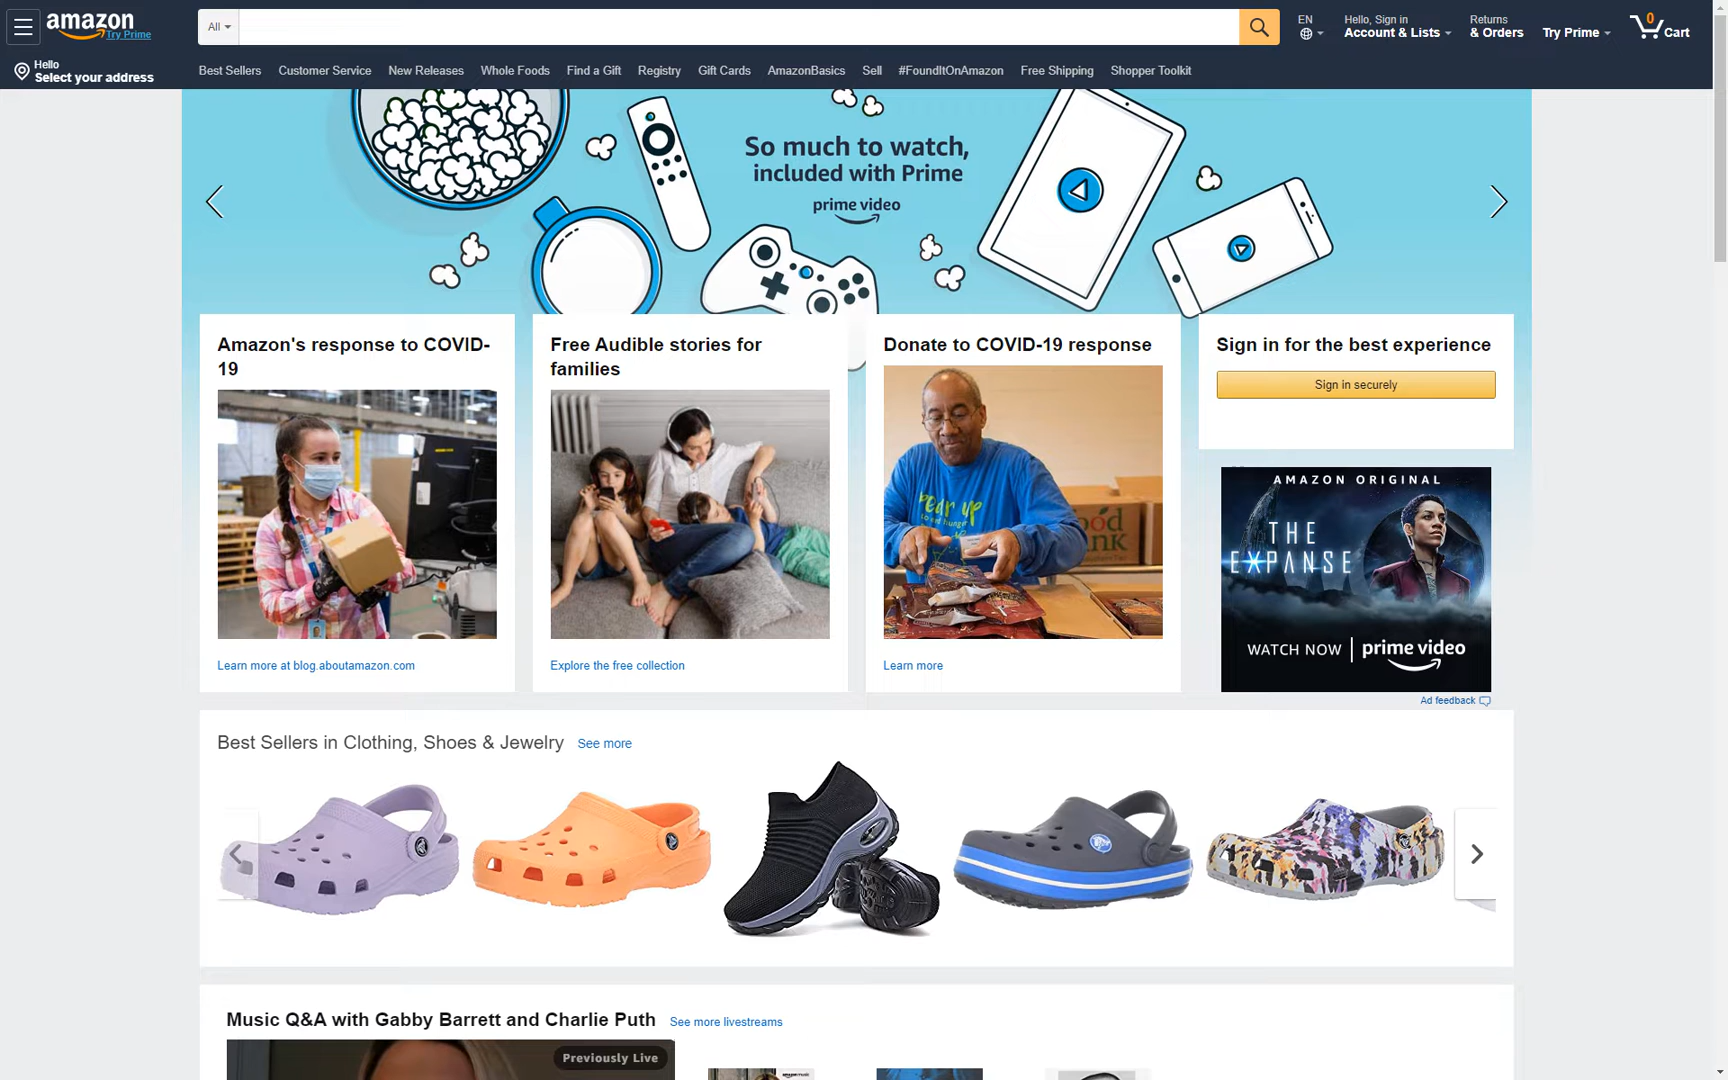 amazon
Try Prime
All
EN
Hello, Sign in
Account & Lists
Returns
& Orders
Try Prime
0
Cart
Hello
Select your address
Best Sellers
Customer Service
New Releases
Whole Foods
Find a Gift
Registry
Gift Cards
AmazonBasics
Sell
#FoundItOnAmazon
Free Shipping
Shopper Toolkit
So much to watch,
included with Prime
prime video
Amazon's response to COVID-
19
Learn more at blog.aboutamazon.com
Free Audible stories for
families
Explore the free collection
Donate to COVID-19 response
Learn more
Sign in for the best experience
Sign in securely
AMAZON ORIGINAL
THE
EXPANSE
WATCH NOW | prime video
Ad feedback
Best Sellers in Clothing, Shoes & Jewelry See more
Music Q&A with Gabby Barrett and Charlie Puth See more livestreams
Previously Live